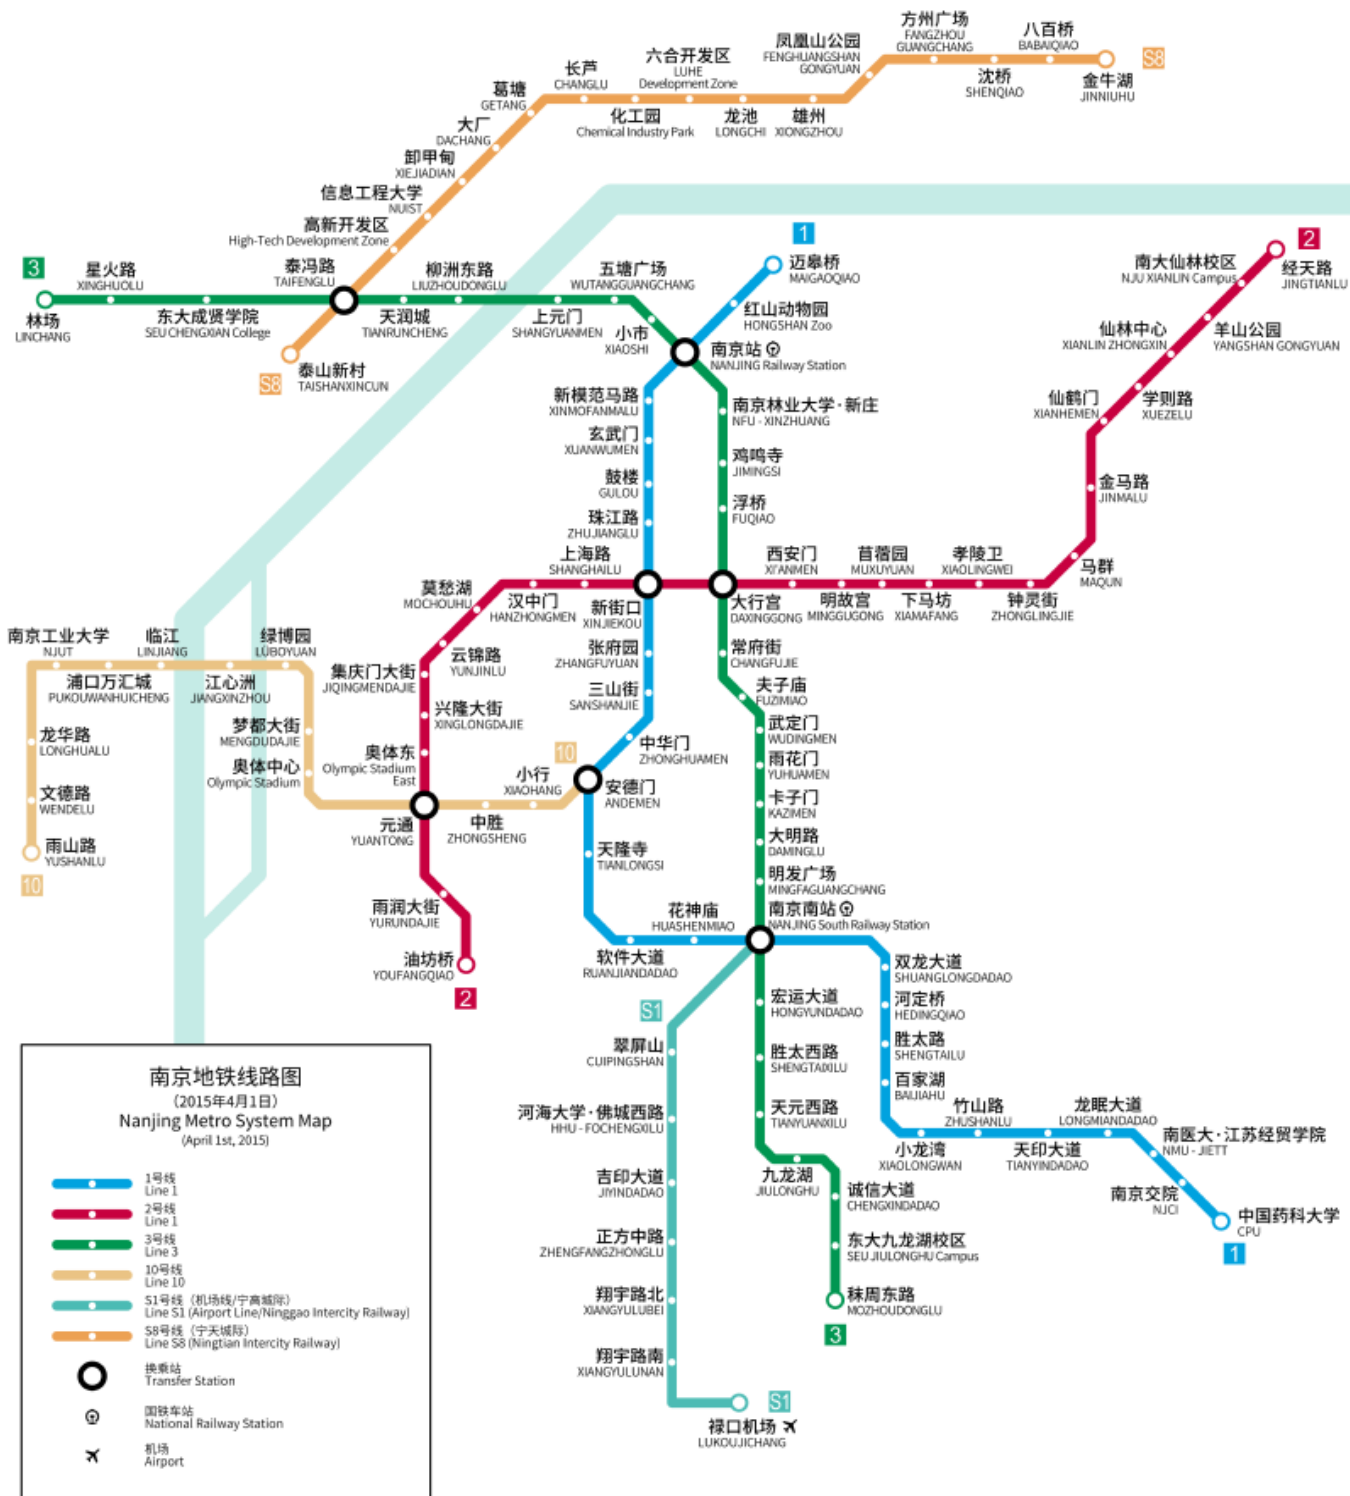 方州广场
FANGZHOU
GUANGCHANG
八百桥
BABAIQIAO
凤凰山公园
FENGHUANGSHAN
GONGYUAN
六合开发区
LUHE
Development Zone
长芦
CHANGLU
S8
沈桥
SHENQIAO
金牛湖
JINNIUHU
葛塘
GETANG
化工园
Chemical Industry Park
龙池
LONGCHI
雄州
XIONGZHOU
大厂
DACHANG
卸甲甸
XIEJIADIAN
信息工程大学
NUIST
高新开发区
High-Tech Development Zone
1
2
3
星火路
XINGHUOLU
泰冯路
TAIFENGLU
柳洲东路
LIUZHOUDONGLU
五塘广场
WUTANGGUANGCHANG
迈皋桥
MAIGAOQIAO
南大仙林校区
NJU XIANLIN Campus
经天路
JINGTIANLU
林场
LINCHANG
东大成贤学院
SEU CHENGXIAN College
天润城
TIANRUNCHENG
上元门
SHANGYUANMEN
小市
XIAOSHI
红山动物园
HONGSHAN Zoo
仙林中心
XIANLIN ZHONGXIN
羊山公园
YANGSHAN GONGYUAN
S8
泰山新村
TAISHANXINCUN
南京站
NANJING Railway Station
新模范马路
XINMOFANMALU
南京林业大学·新庄
NFU - XINZHUANG
仙鹤门
XIANHEMEN
学则路
XUEZELU
玄武门
XUANWUMEN
鸡鸣寺
JIMINGSI
鼓楼
GULOU
金马路
JINMALU
珠江路
ZHUJIANGLU
浮桥
FUQIAO
上海路
SHANGHAILU
西安门
XI'ANMEN
苜蓿园
MUXUYUAN
孝陵卫
XIAOLINGWEI
马群
MAQUN
莫愁湖
MOCHOUHU
汉中门
HANZHONGMEN
新街口
XINJIEKOU
大行宫
DAXINGGONG
明故宫
MINGGUGONG
下马坊
XIAMAFANG
钟灵街
ZHONGLINGJIE
南京工业大学
NJUT
临江
LINJIANG
绿博园
LÜBOYUAN
云锦路
YUNJINLU
张府园
ZHANGFUYUAN
常府街
CHANGFUJIE
浦口万汇城
PUKOUWANHUICHENG
江心洲
JIANGXINZHOU
集庆门大街
JIQINGMENDAJIE
三山街
SANSHANJIE
夫子庙
FUZIMIAO
龙华路
LONGHUALU
梦都大街
MENGDUDAJIE
兴隆大街
XINGLONGDAJIE
中华门
ZHONGHUAMEN
武定门
WUDINGMEN
奥体中心
Olympic Stadium
奥体东
Olympic Stadium
East
10
小行
XIAOHANG
安德门
ANDEMEN
雨花门
YUHUAMEN
文德路
WENDELU
卡子门
KAZIMEN
雨山路
YUSHANLU
元通
YUANTONG
中胜
ZHONGSHENG
天隆寺
TIANLONGSI
大明路
DAMINGLU
10
明发广场
MINGFAGUANGCHANG
雨润大街
YURUNDAJIE
花神庙
HUASHENMIAO
南京南站
NANJING South Railway Station
油坊桥
YOUFANGQIAO
2
软件大道
RUANJIANDADAO
双龙大道
SHUANGLONGDADAO
S1
宏运大道
HONGYUNDADAO
河定桥
HEDINGQIAO
翠屏山
CUIPINGSHAN
胜太西路
SHENGTAIXILU
胜太路
SHENGTAILU
百家湖
BAIJIAHU
河海大学·佛城西路
HHU - FOCHENGXILU
天元西路
TIANYUANXILU
竹山路
ZHUSHANLU
龙眠大道
LONGMIANDADAO
小龙湾
XIAOLONGWAN
天印大道
TIANYINDADAO
南医大·江苏经贸学院
NMU - JIETT
吉印大道
JIYINDADAO
九龙湖
JIULONGHU
诚信大道
CHENGXINDADAO
南京交院
NJCI
中国药科大学
CPU
1
正方中路
ZHENGFANGZHONGLU
东大九龙湖校区
SEU JIULONGHU Campus
翔宇路北
XIANGYULUBEI
秣周东路
MOZHOUDONGLU
3
翔宇路南
XIANGYULUNAN
S1
禄口机场
LUKOUJICHANG
南京地铁线路图
（2015年4月1日）
Nanjing Metro System Map
(April 1st, 2015)
1号线
Line 1
2号线
Line 1
3号线
Line 3
10号线
Line 10
S1号线（机场线/宁高城际）
Line S1 (Airport Line/Ninggao Intercity Railway)
S8号线（宁天城际）
Line S8 (Ningtian Intercity Railway)
换乘站
Transfer Station
国铁车站
National Railway Station
机场
Airport